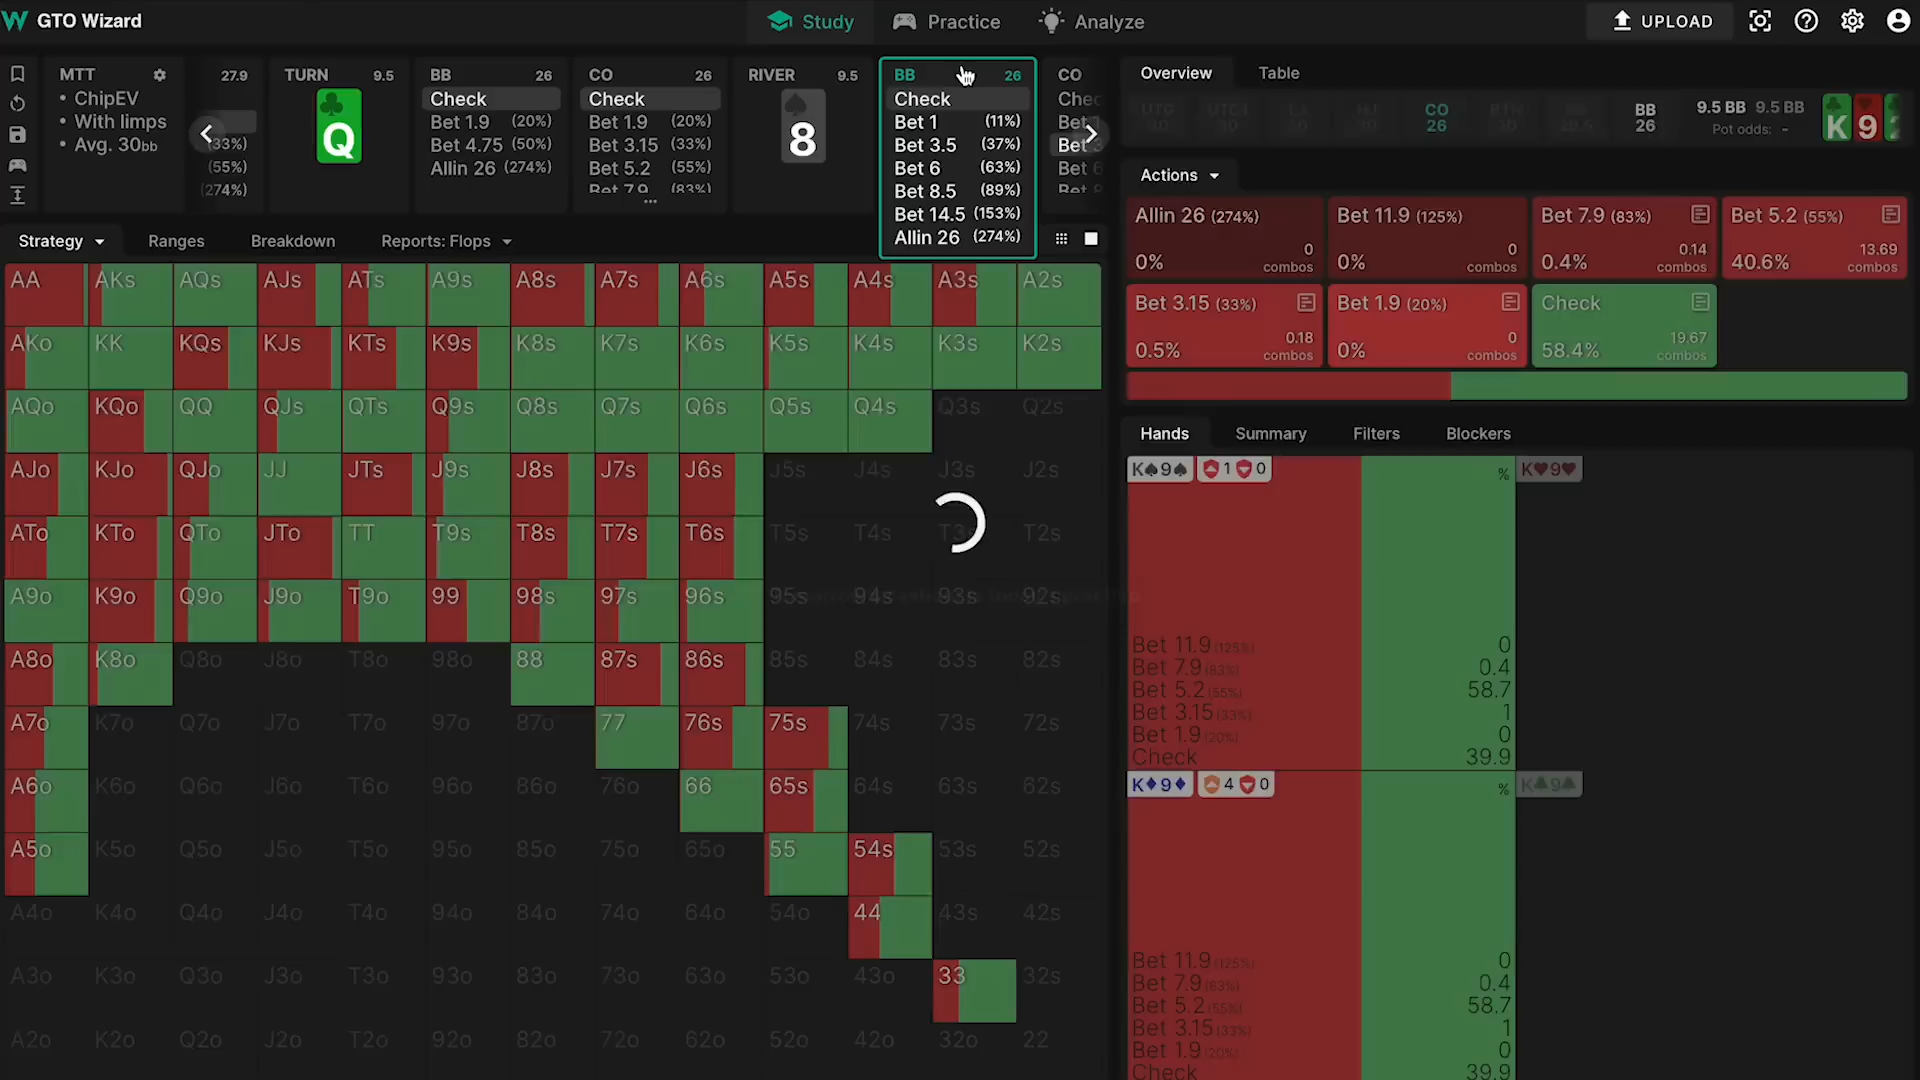 GTO Wizard
Study
Practice
Analyze
UPLOAD
MTT
• ChipEV
• With limps
• Avg. 30bb
27.9
(33%)
(55%)
(274%)
TURN 9.5
Q
BB 26
Check
Bet 1.9 (20%)
Bet 4.75 (50%)
Allin 26 (274%)
CO 26
Check
Bet 1.9 (20%)
Bet 3.15 (33%)
Bet 5.2 (55%)
Bet 7.9 (83%)
...
RIVER 9.5
8
BB 26
Check
Bet 1 (11%)
Bet 3.5 (37%)
Bet 6 (63%)
Bet 8.5 (89%)
Bet 14.5 (153%)
Allin 26 (274%)
CO
Overview
Table
CO
26
BB
26
9.5 BB 9.5 BB
Pot odds: -
K 9
Actions
Allin 26 (274%)
0
0% combos
Bet 11.9 (125%)
0
0% combos
Bet 7.9 (83%)
0.14
0.4% combos
Bet 5.2 (55%)
13.69
40.6% combos
Bet 3.15 (33%)
0.18
0.5% combos
Bet 1.9 (20%)
0
0% combos
Check
19.67
58.4% combos
Strategy
Ranges
Breakdown
Reports: Flops
AA AKs AQs AJs ATs A9s A8s A7s A6s A5s A4s A3s A2s
AKo KK KQs KJs KTs K9s K8s K7s K6s K5s K4s K3s K2s
AQo KQo QQ QJs QTs Q9s Q8s Q7s Q6s Q5s Q4s Q3s Q2s
AJo KJo QJo JJ JTs J9s J8s J7s J6s J5s J4s J3s J2s
ATo KTo QTo JTo TT T9s T8s T7s T6s T5s T4s T3s T2s
A9o K9o Q9o J9o T9o 99 98s 97s 96s 95s 94s 93s 92s
A8o K8o Q8o J8o T8o 98o 88 87s 86s 85s 84s 83s 82s
A7o K7o Q7o J7o T7o 97o 87o 77 76s 75s 74s 73s 72s
A6o K6o Q6o J6o T6o 96o 86o 76o 66 65s 64s 63s 62s
A5o K5o Q5o J5o T5o 95o 85o 75o 65o 55 54s 53s 52s
A4o K4o Q4o J4o T4o 94o 84o 74o 64o 54o 44 43s 42s
A3o K3o Q3o J3o T3o 93o 83o 73o 63o 53o 43o 33 32s
A2o K2o Q2o J2o T2o 92o 82o 72o 62o 52o 42o 32o 22
Hands
Summary
Filters
Blockers
K♠9♠ 1 0 % K♥9♥
Bet 11.9 (125%) 0
Bet 7.9 (83%) 0.4
Bet 5.2 (55%) 58.7
Bet 3.15 (33%) 1
Bet 1.9 (20%) 0
Check 39.9
K♦9♦ 4 0 % K♣9♣
Bet 11.9 (125%) 0
Bet 7.9 (83%) 0.4
Bet 5.2 (55%) 58.7
Bet 3.15 (33%) 1
Bet 1.9 (20%) 0
Check 39.9